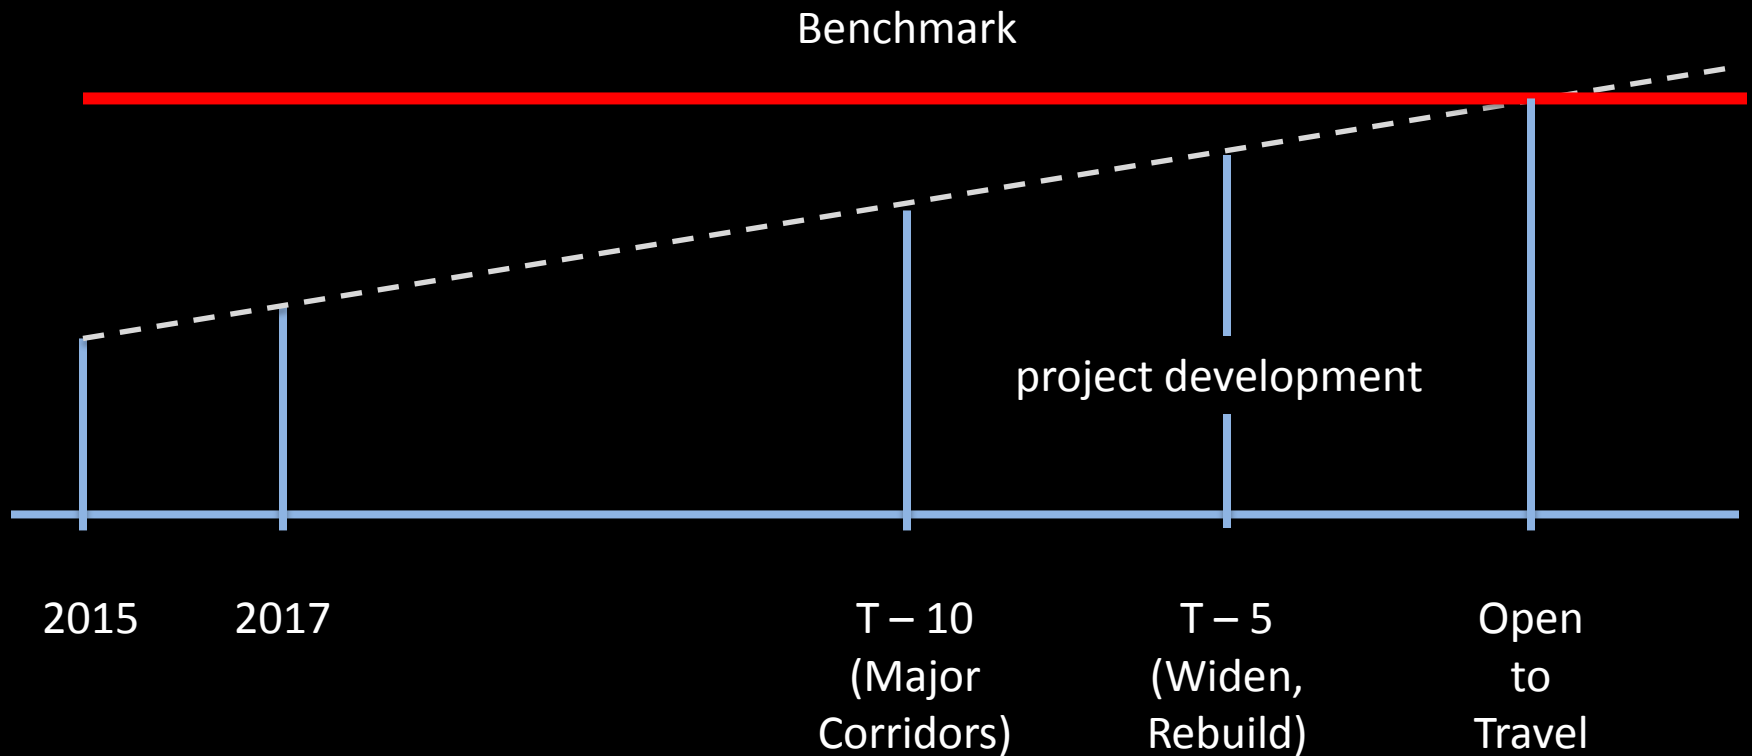 Benchmark
project development
2015
2017
T – 10
(Major
Corridors)
T – 5
(Widen,
Rebuild)
Open
to
Travel